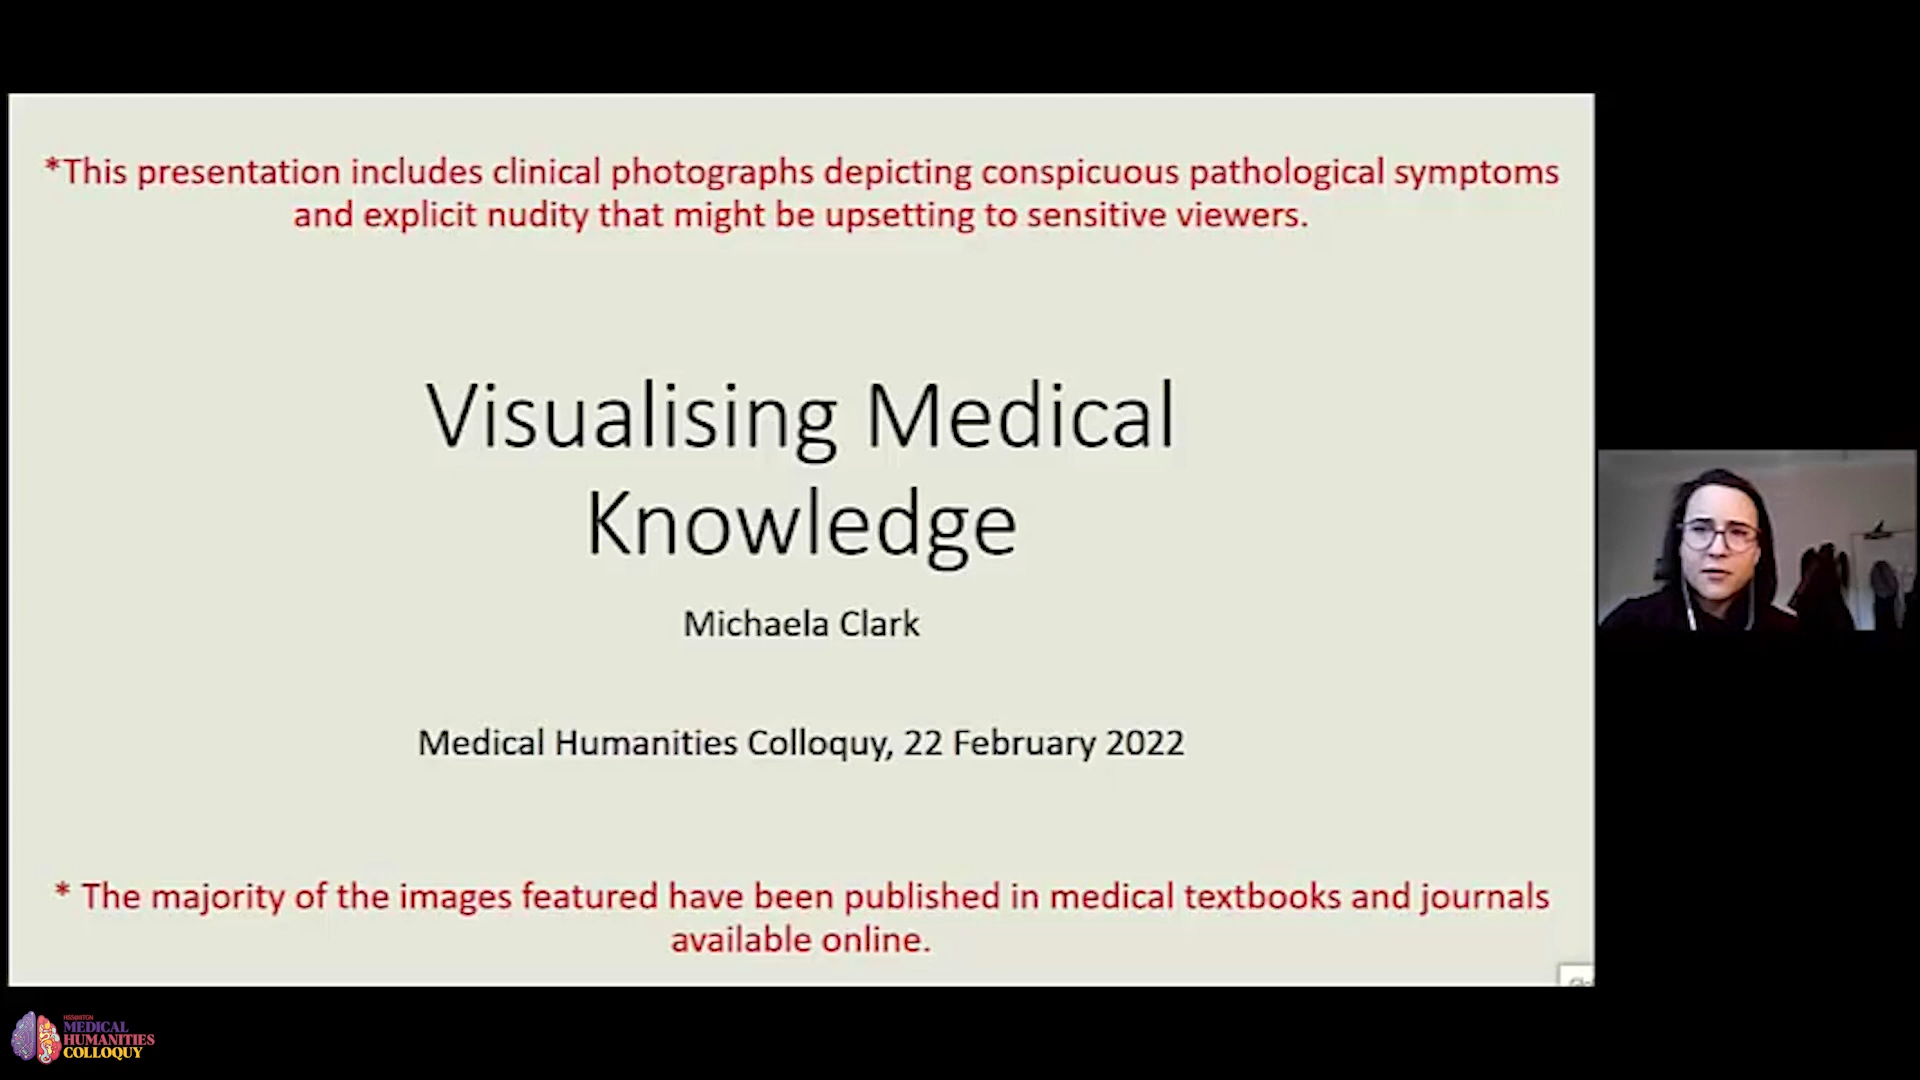 *This presentation includes clinical photographs depicting conspicuous pathological symptoms
and explicit nudity that might be upsetting to sensitive viewers.
Visualising Medical
Knowledge
Michaela Clark
Medical Humanities Colloquy, 22 February 2022
* The majority of the images featured have been published in medical textbooks and journals
available online.
MEDICAL
HUMANITIES
COLLOQUY